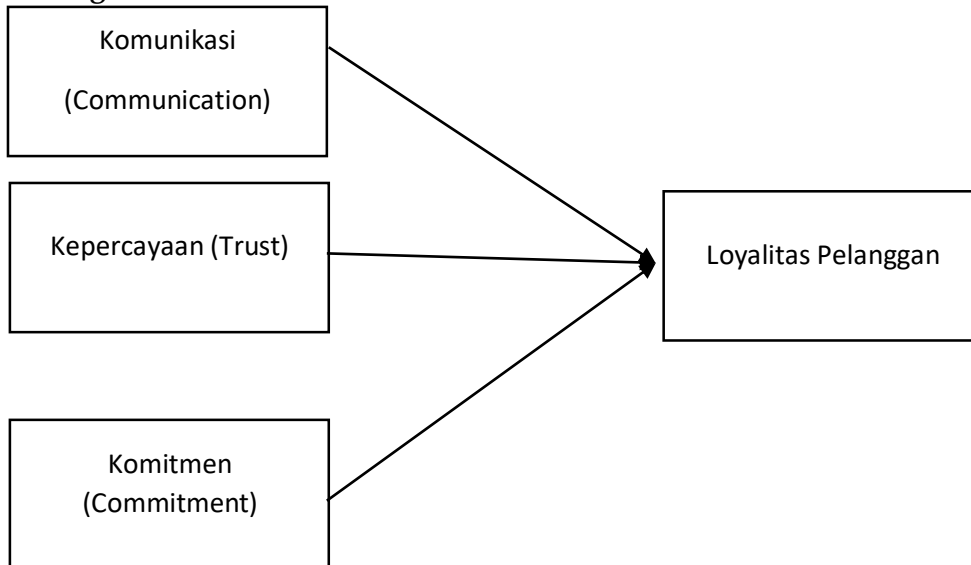 Komunikasi
(Communication)
Kepercayaan (Trust)
Loyalitas Pelanggan
Komitmen
(Commitment)